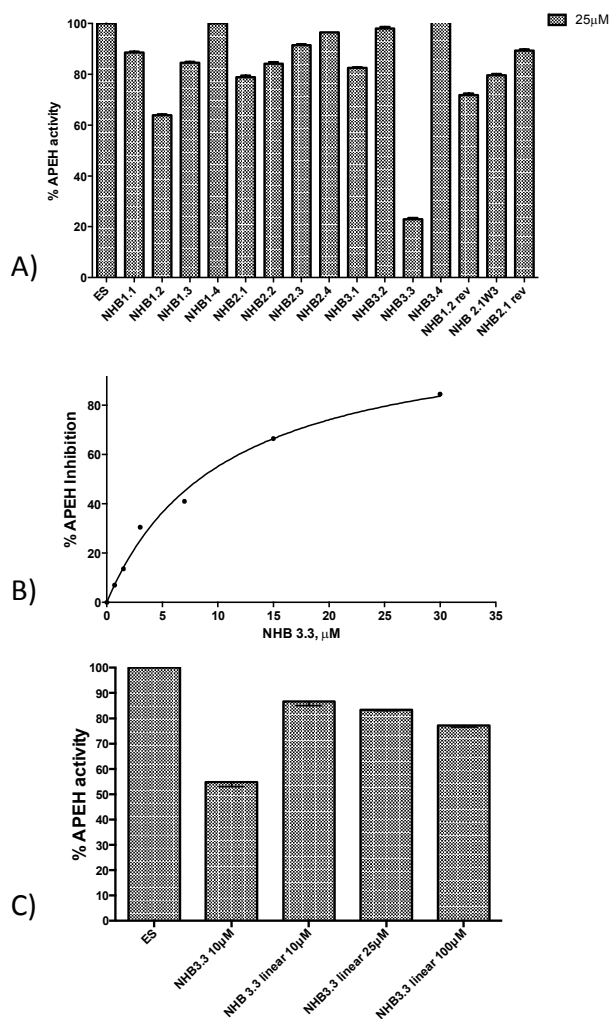 25μM
100
80
60
40
20
0
% APEH activity
A)
ES
NHB1.1
NHB1.2
NHB1.3
NHB1-4
NHB2.1
NHB2.2
NHB2.3
NHB2.4
NHB3.1
NHB3.2
NHB3.3
NHB3.4
NHB1.2 rev
NHB 2.1W3
NHB2.1 rev
80
60
40
20
0
% APEH Inhibition
B)
0 5 10 15 20 25 30 35
NHB 3.3, μM
100
90
80
70
60
50
40
30
20
10
0
% APEH activity
C)
ES
NHB3.3 10μM
NHB 3.3 linear 10μM
NHB3.3 linear 25μM
NHB3.3 linear 100μM